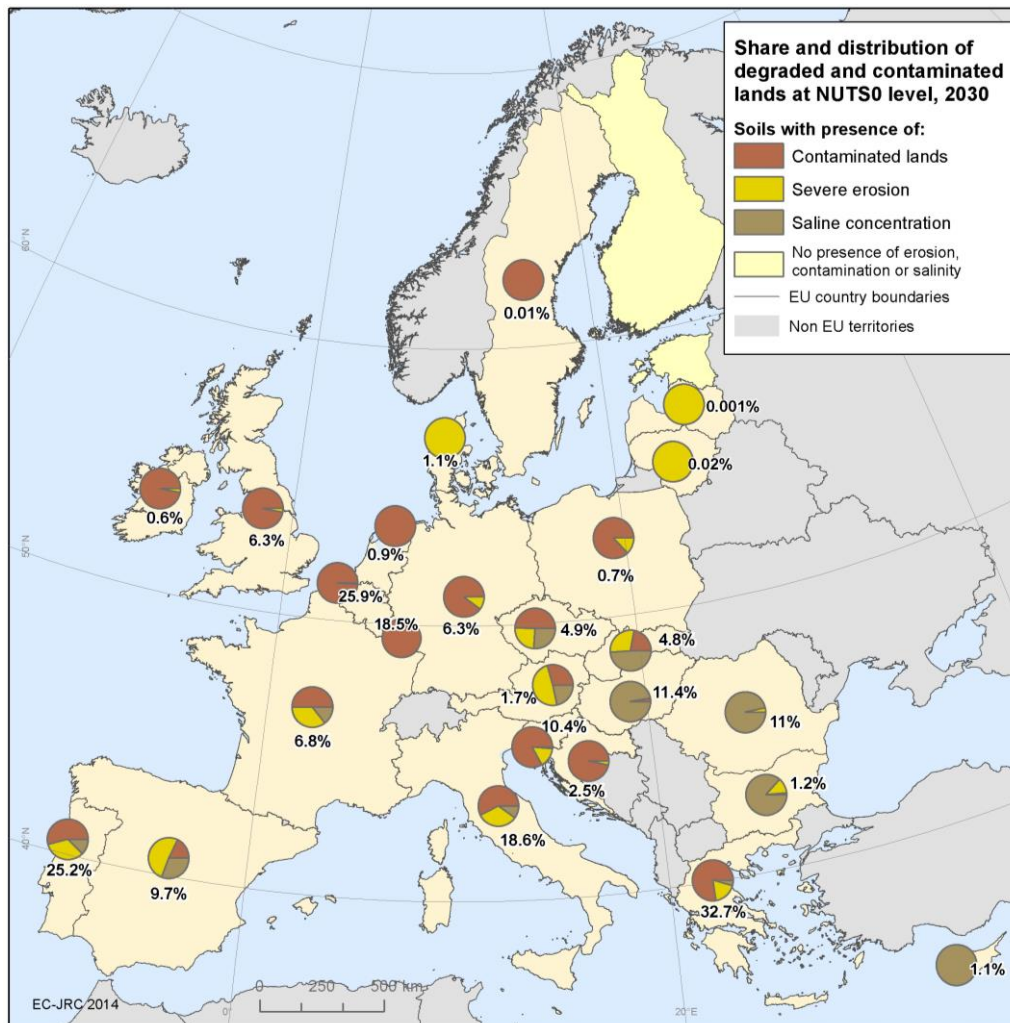 Share and distribution of
degraded and contaminated
lands at NUTS0 level, 2030
Soils with presence of:
Contaminated lands
Severe erosion
Saline concentration
No presence of erosion,
contamination or salinity
EU country boundaries
Non EU territories
60°N
0.01%
0.001%
1.1%
0.02%
0.6%
6.3%
50°N
0.9%
0.7%
25.9%
18.5%
6.3%
4.9%
4.8%
1.7%
11.4%
11%
6.8%
10.4%
2.5%
1.2%
40°N
18.6%
25.2%
9.7%
32.7%
1.1%
0 250 500 km
EC-JRC 2014
0°
20°E